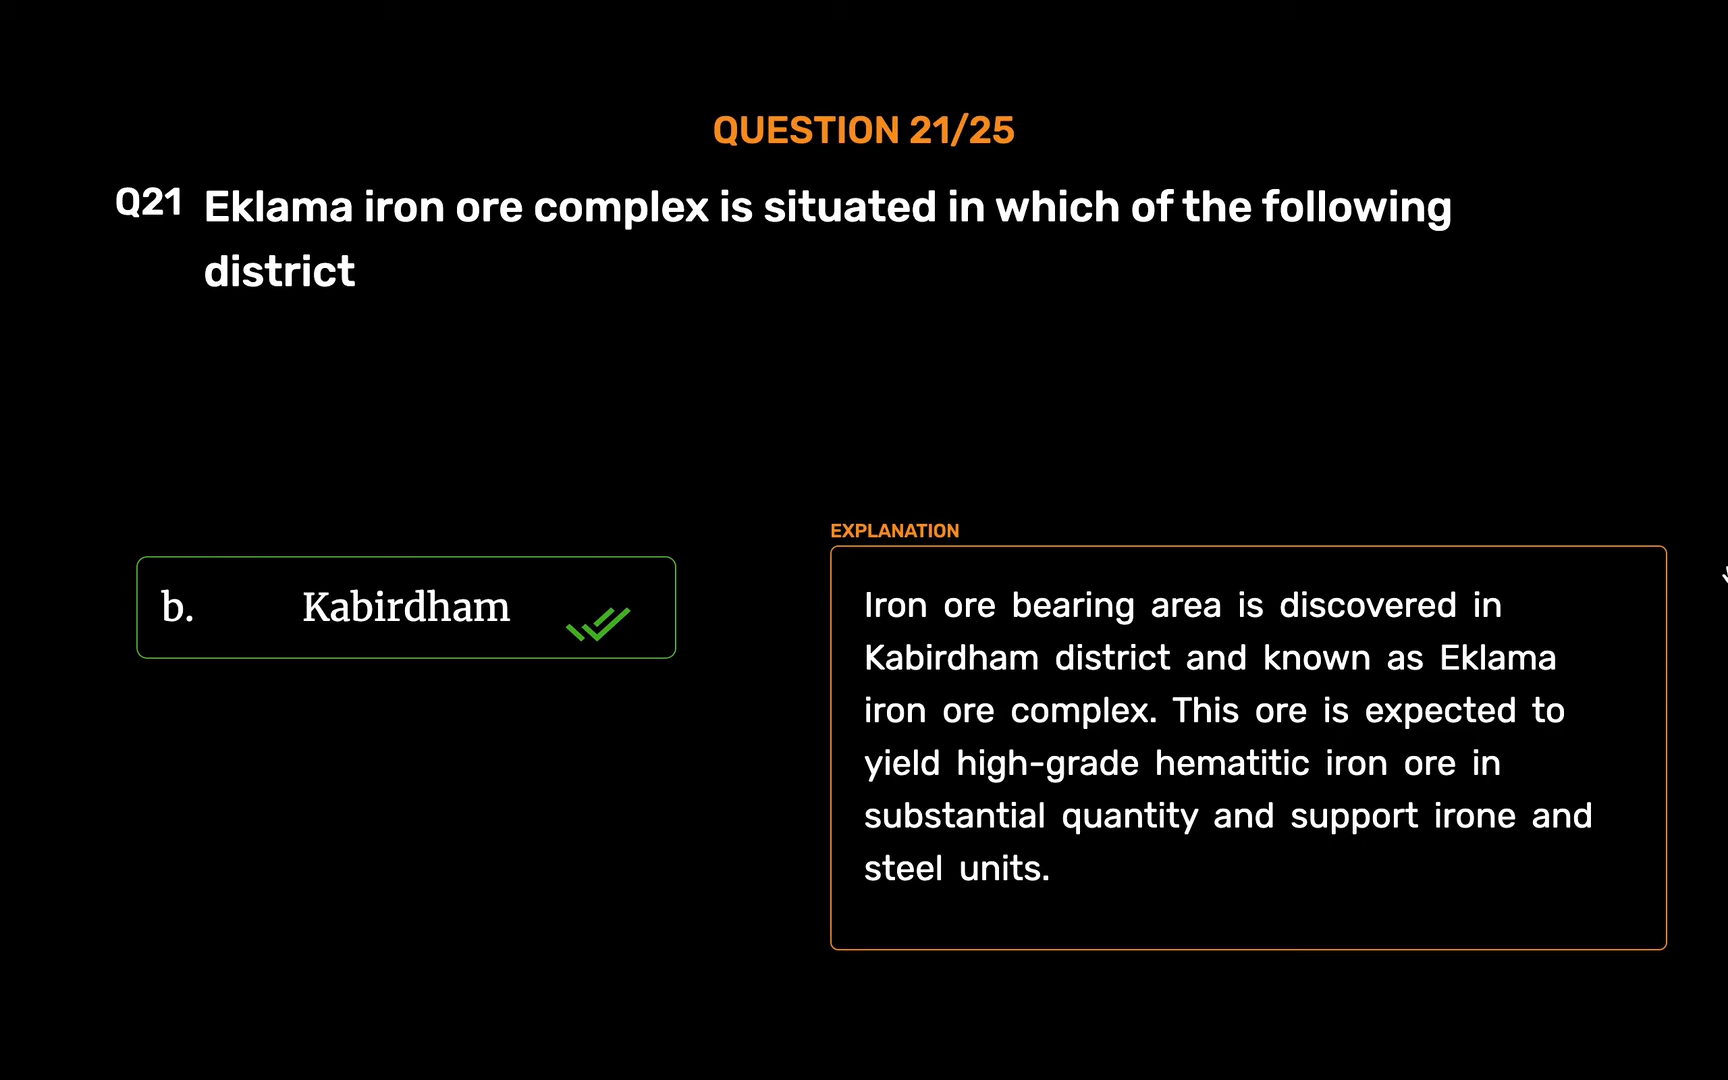 QUESTION 21/25
Q21 Eklama iron ore complex is situated in which of the following
district
b. Kabirdham
EXPLANATION
Iron ore bearing area is discovered in
Kabirdham district and known as Eklama
iron ore complex. This ore is expected to
yield high-grade hematitic iron ore in
substantial quantity and support irone and
steel units.